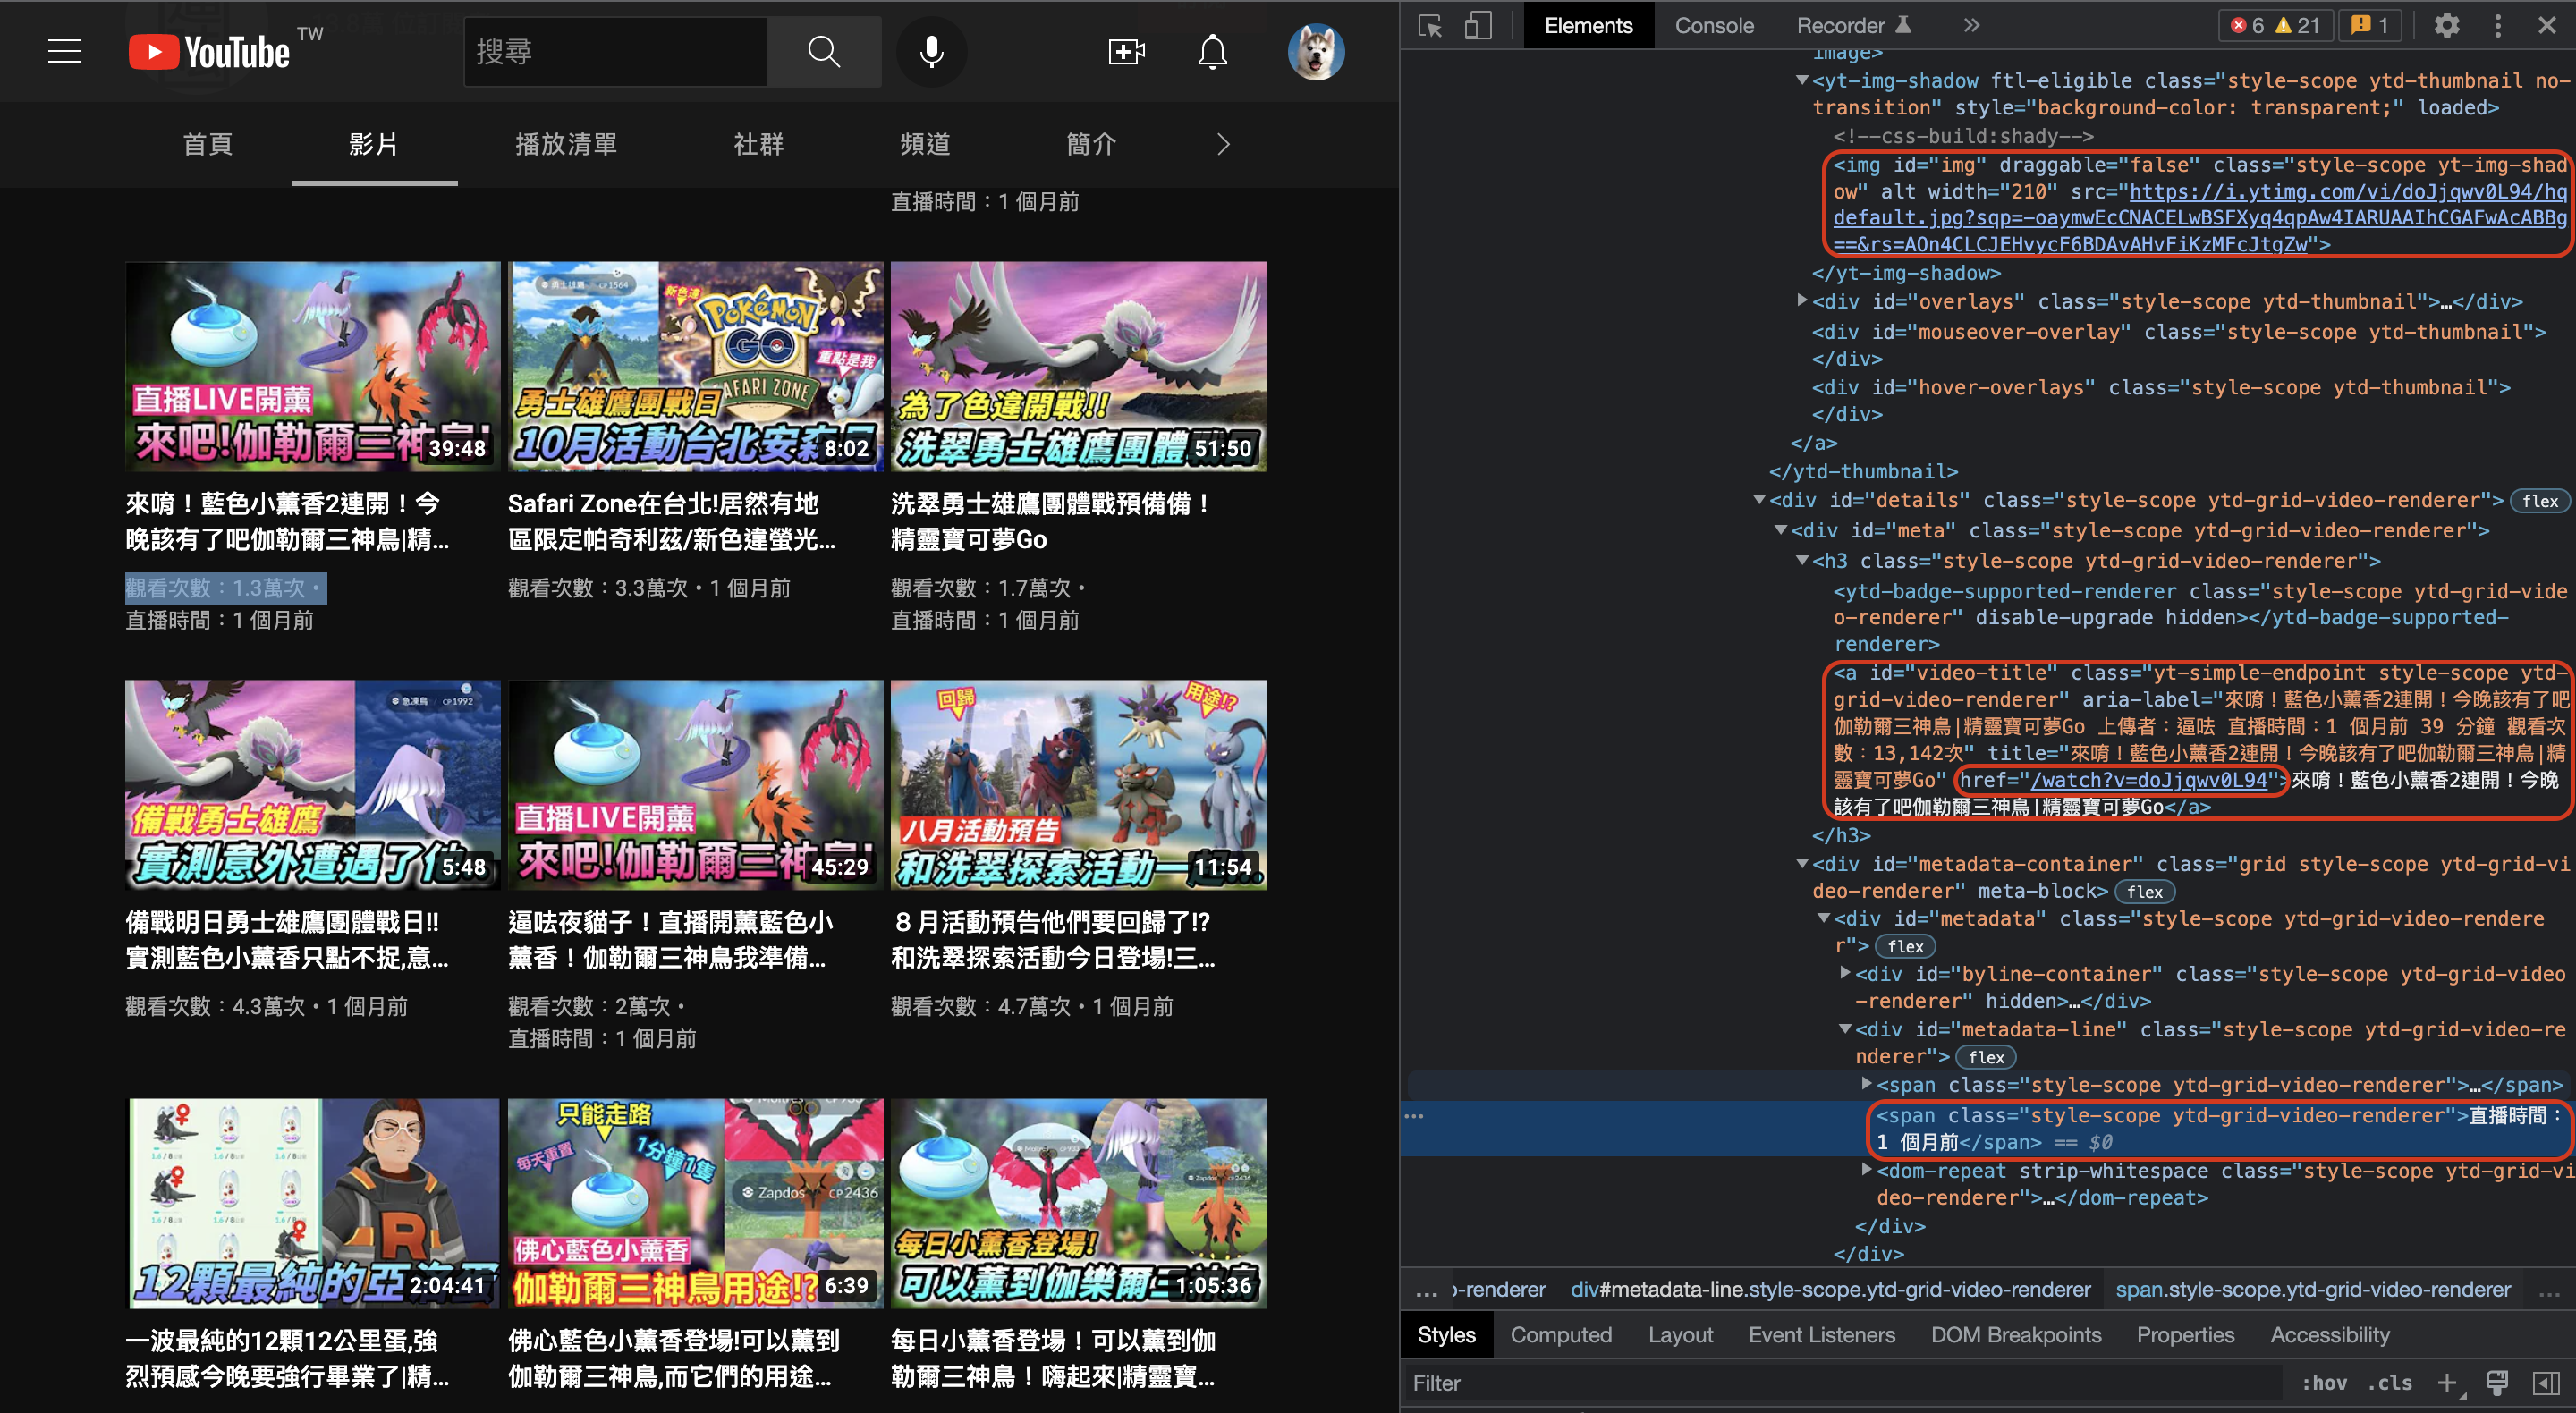 YouTube TW
搜尋
首頁 影片 播放清單 社群 頻道 簡介
直播時間：1 個月前
直播LIVE開薰
來吧!伽勒爾三神鳥!
39:48
勇士雄鷹 CP1564
新色違
POKÉMON GO
SAFARI ZONE
重點是我
勇士雄鷹團戰日
10月活動台北安森
8:02
為了色違開戰!!
洗翠勇士雄鷹團體戰日
51:50
來唷！藍色小薰香2連開！今
晚該有了吧伽勒爾三神鳥|精...
觀看次數：1.3萬次・
直播時間：1 個月前
Safari Zone在台北!居然有地
區限定帕奇利茲/新色違螢光...
觀看次數：3.3萬次・1 個月前
洗翠勇士雄鷹團體戰預備備！
精靈寶可夢Go
觀看次數：1.7萬次・
直播時間：1 個月前
急凍鳥 CP1992
備戰勇士雄鷹
實測意外遭遇了
5:48
直播LIVE開薰
來吧!伽勒爾三神鳥!
45:29
回歸
用途!?
八月活動預告
和洗翠探索活動一起
11:54
備戰明日勇士雄鷹團體戰日!!
實測藍色小薰香只點不捉,意...
觀看次數：4.3萬次・1 個月前
逼呿夜貓子！直播開薰藍色小
薰香！伽勒爾三神鳥我準備...
觀看次數：2萬次・
直播時間：1 個月前
８月活動預告他們要回歸了!?
和洗翠探索活動今日登場!三...
觀看次數：4.7萬次・1 個月前
R
12顆最純的亞
2:04:41
只能走路
每天重置
1分鐘1隻
Zapdos CP2436
佛心藍色小薰香
伽勒爾三神鳥用途!?
6:39
每日小薰香登場!
可以薰到伽樂爾三神鳥
1:05:36
一波最純的12顆12公里蛋,強
烈預感今晚要強行畢業了|精...
佛心藍色小薰香登場!可以薰到
伽勒爾三神鳥,而它們的用途...
每日小薰香登場！可以薰到伽
勒爾三神鳥！嗨起來|精靈寶...
Elements Console Recorder 6 21 1
image>
<yt-img-shadow ftl-eligible class="style-scope ytd-thumbnail no-
transition" style="background-color: transparent;" loaded>
<!--css-build:shady-->
<img id="img" draggable="false" class="style-scope yt-img-shad
ow" alt width="210" src="https://i.ytimg.com/vi/doJjqwv0L94/hq
default.jpg?sqp=-oaymwEcCNACELwBSFXyq4qpAw4IARUAAIhCGAFwAcABBg
==&rs=AOn4CLCJEHvycF6BDAvAHvFiKzMFcJtgZw">
</yt-img-shadow>
<div id="overlays" class="style-scope ytd-thumbnail">…</div>
<div id="mouseover-overlay" class="style-scope ytd-thumbnail">
</div>
<div id="hover-overlays" class="style-scope ytd-thumbnail">
</div>
</a>
</ytd-thumbnail>
<div id="details" class="style-scope ytd-grid-video-renderer"> flex
<div id="meta" class="style-scope ytd-grid-video-renderer">
<h3 class="style-scope ytd-grid-video-renderer">
<ytd-badge-supported-renderer class="style-scope ytd-grid-vide
o-renderer" disable-upgrade hidden></ytd-badge-supported-
renderer>
<a id="video-title" class="yt-simple-endpoint style-scope ytd-
grid-video-renderer" aria-label="來唷！藍色小薰香2連開！今晚該有了吧
伽勒爾三神鳥|精靈寶可夢Go 上傳者：逼呿 直播時間：1 個月前 39 分鐘 觀看次
數：13,142次" title="來唷！藍色小薰香2連開！今晚該有了吧伽勒爾三神鳥|精
靈寶可夢Go" href="/watch?v=doJjqwv0L94">來唷！藍色小薰香2連開！今晚
該有了吧伽勒爾三神鳥|精靈寶可夢Go</a>
</h3>
<div id="metadata-container" class="grid style-scope ytd-grid-vi
deo-renderer" meta-block> flex
<div id="metadata" class="style-scope ytd-grid-video-rendere
r"> flex
<div id="byline-container" class="style-scope ytd-grid-video
-renderer" hidden>…</div>
<div id="metadata-line" class="style-scope ytd-grid-video-re
nderer"> flex
<span class="style-scope ytd-grid-video-renderer">…</span>
<span class="style-scope ytd-grid-video-renderer">直播時間：
1 個月前</span> == $0
<dom-repeat strip-whitespace class="style-scope ytd-grid-vi
deo-renderer">…</dom-repeat>
</div>
</div>
… -renderer div#metadata-line.style-scope.ytd-grid-video-renderer span.style-scope.ytd-grid-video-renderer …
Styles Computed Layout Event Listeners DOM Breakpoints Properties Accessibility
Filter :hov .cls